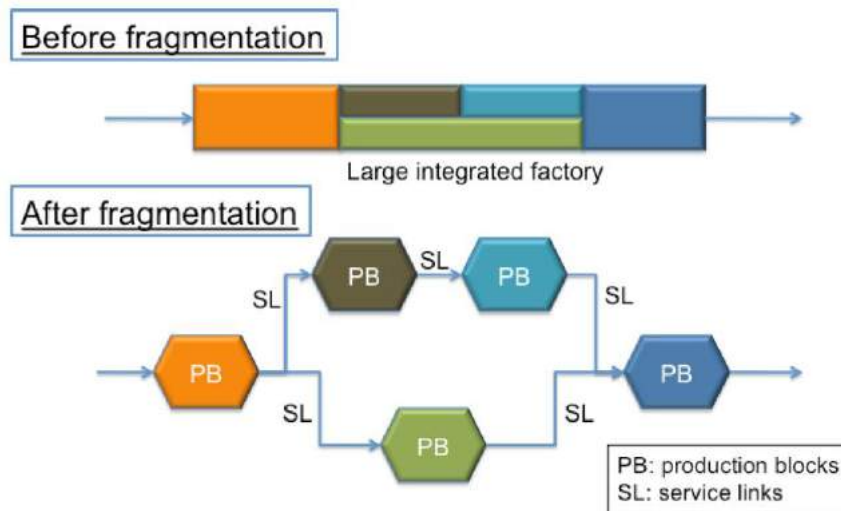 Before fragmentation
Large integrated factory
After fragmentation
PB
SL
PB
SL
SL
PB
PB
SL
PB
SL
PB: production blocks
SL: service links